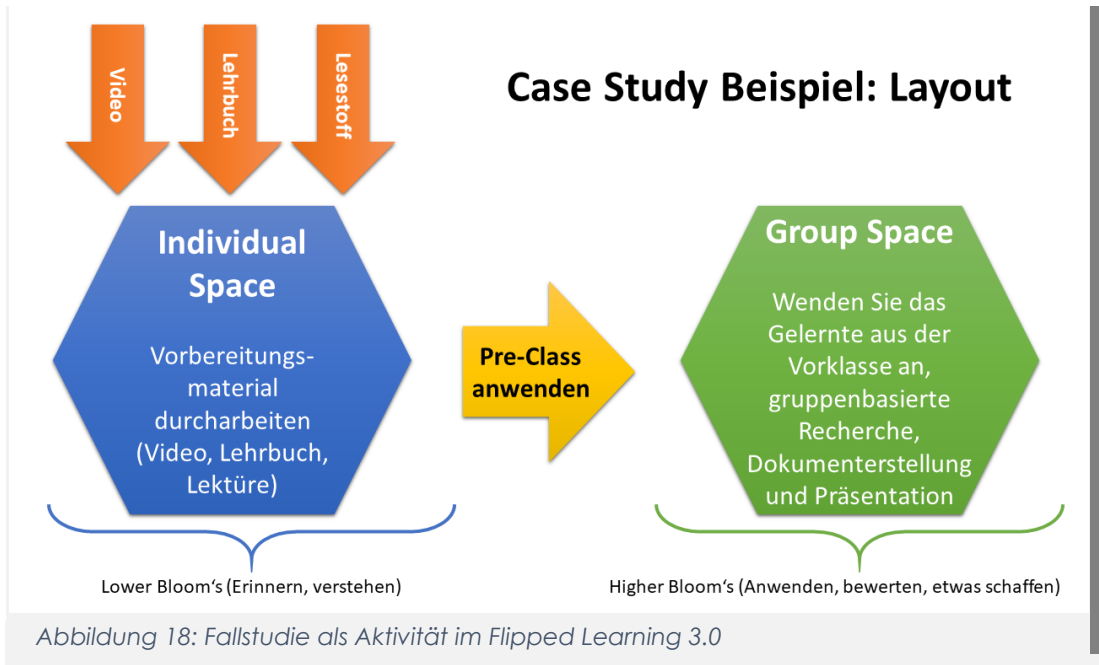 Video
Lehrbuch
Lesestoff
Case Study Beispiel: Layout
Individual
Space
Vorbereitungs-
material
durcharbeiten
(Video, Lehrbuch,
Lektüre)
Pre-Class
anwenden
Group Space
Wenden Sie das
Gelernte aus der
Vorklasse an,
gruppenbasierte
Recherche,
Dokumenterstellung
und Präsentation
Lower Bloom‘s (Erinnern, verstehen)
Higher Bloom‘s (Anwenden, bewerten, etwas schaffen)
Abbildung 18: Fallstudie als Aktivität im Flipped Learning 3.0